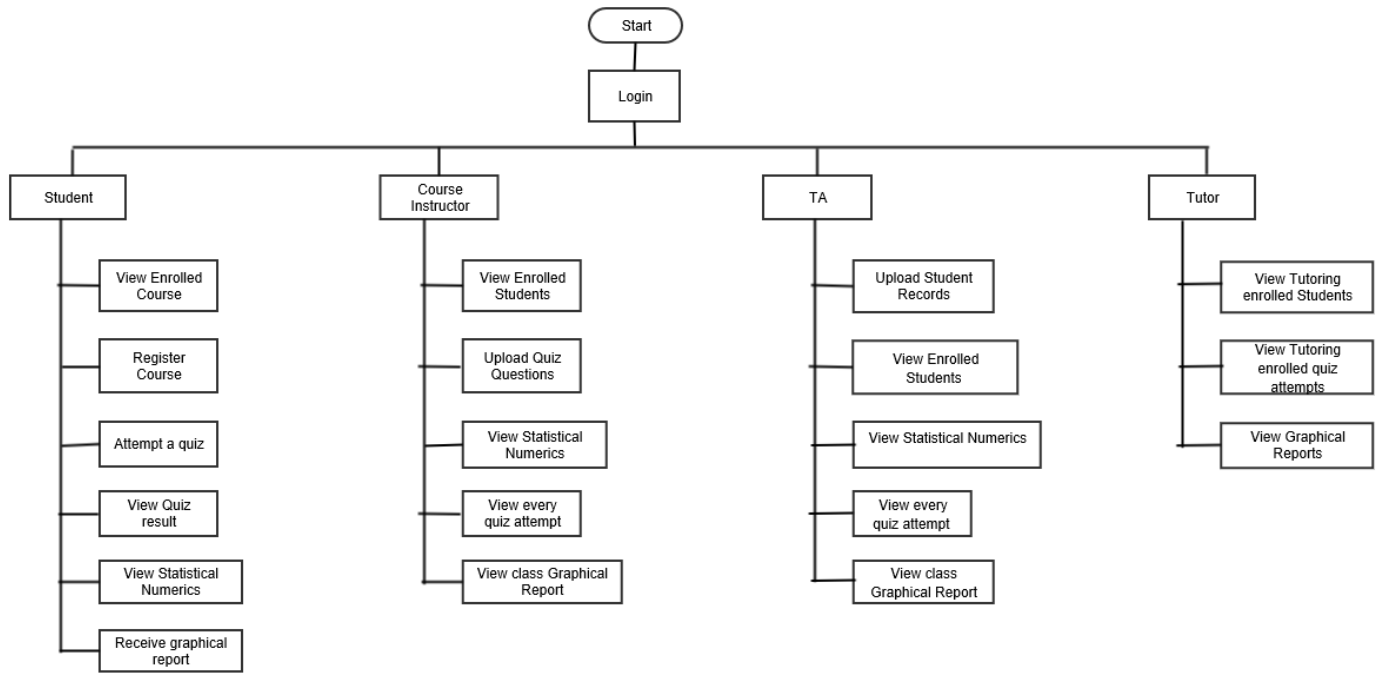 Start
Login
Student
Course
Instructor
TA
Tutor
View Enrolled
Course
Register
Course
Attempt a quiz
View Quiz
result
View Statistical
Numerics
Receive graphical
report
View Enrolled
Students
Upload Quiz
Questions
View Statistical
Numerics
View every
quiz attempt
View class Graphical
Report
Upload Student
Records
View Enrolled
Students
View Statistical Numerics
View every
quiz attempt
View class
Graphical Report
View Tutoring
enrolled Students
View Tutoring
enrolled quiz
attempts
View Graphical
Reports